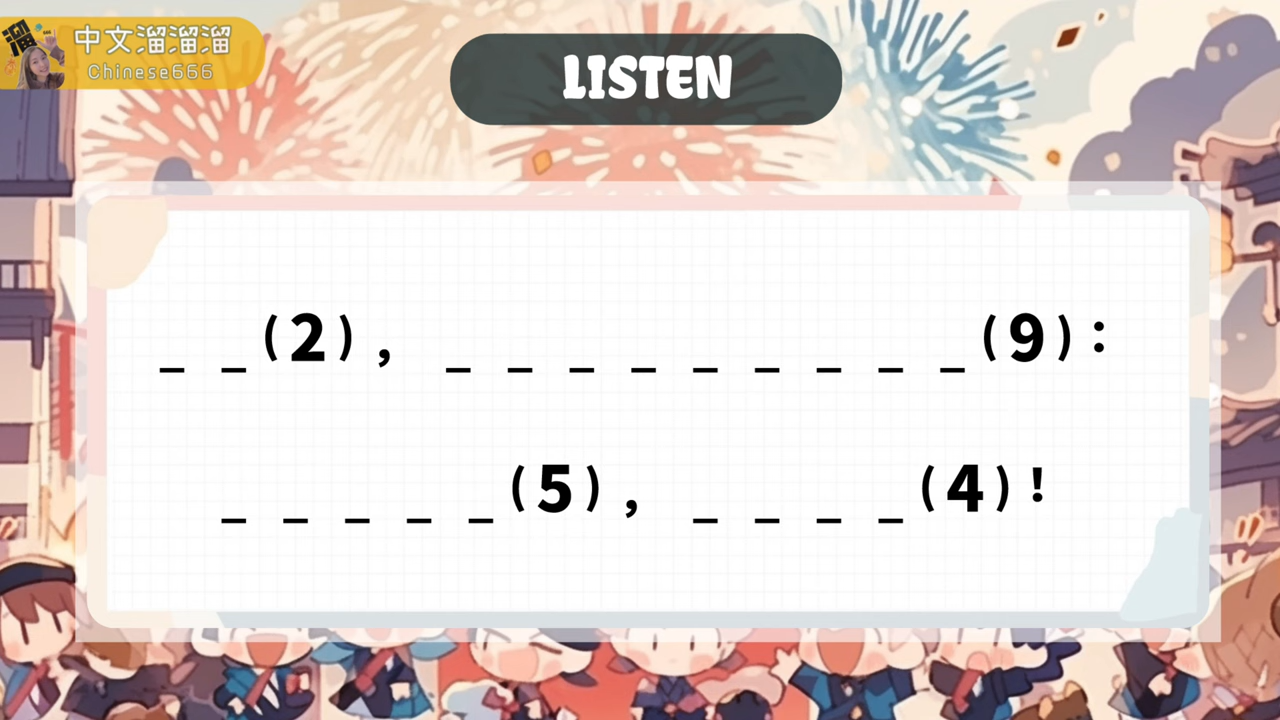 中文溜溜溜
Chinese666
LISTEN
_ _(2), _ _ _ _ _ _ _ _ _(9):
_ _ _ _ _(5), _ _ _ _(4)!